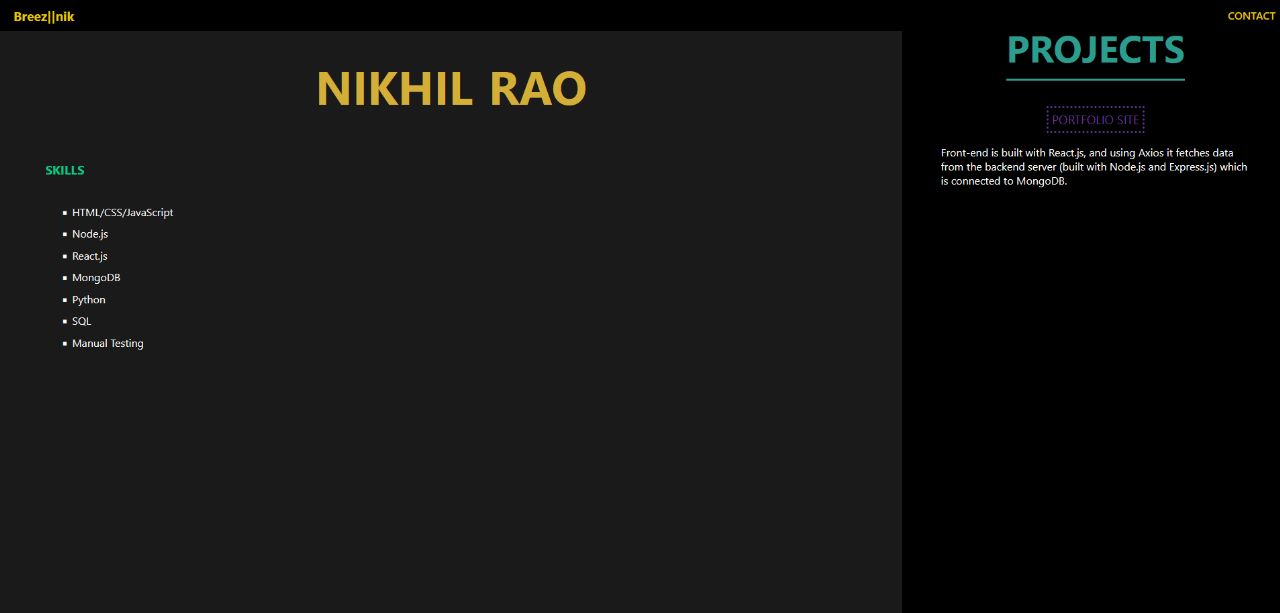 Breez||nik
CONTACT
NIKHIL RAO
SKILLS
HTML/CSS/JavaScript
Node.js
React.js
MongoDB
Python
SQL
Manual Testing
PROJECTS
PORTFOLIO SITE
Front-end is built with React.js, and using Axios it fetches data
from the backend server (built with Node.js and Express.js) which
is connected to MongoDB.